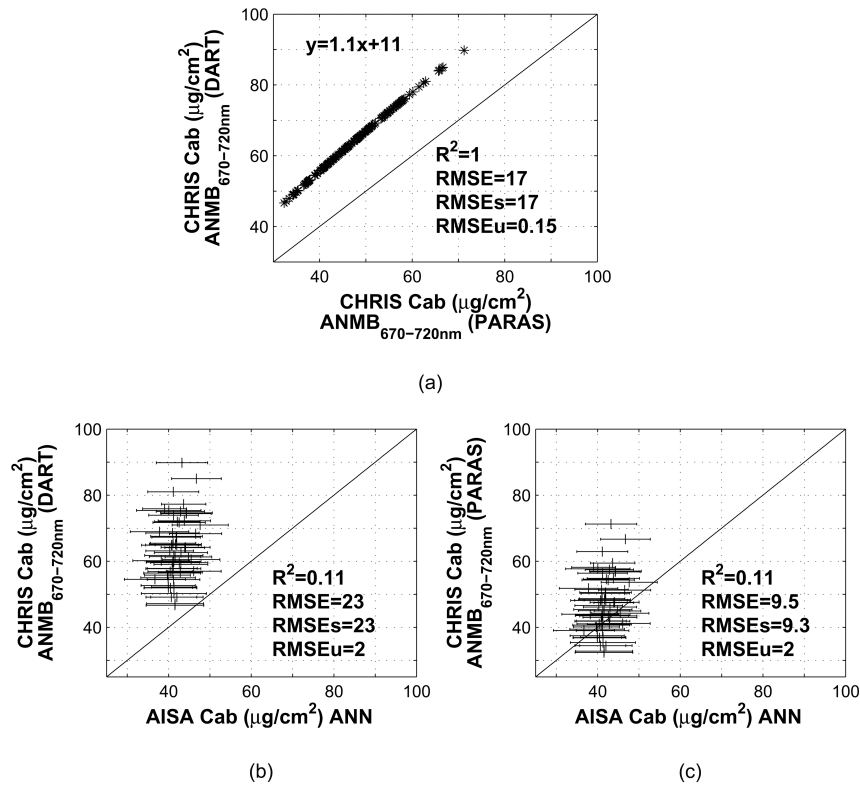 100
80
60
40
40
60
80
100
CHRIS Cab (μg/cm²)
ANMB₆₇₀₋₇₂₀ₙₘ (DART)
y=1.1x+11
R²=1
RMSE=17
RMSEs=17
RMSEu=0.15
CHRIS Cab (μg/cm²)
ANMB₆₇₀₋₇₂₀ₙₘ (PARAS)
(a)
100
80
60
40
40
60
80
100
CHRIS Cab (μg/cm²)
ANMB₆₇₀₋₇₂₀ₙₘ (DART)
R²=0.11
RMSE=23
RMSEs=23
RMSEu=2
AISA Cab (μg/cm²) ANN
(b)
100
80
60
40
40
60
80
100
CHRIS Cab (μg/cm²)
ANMB₆₇₀₋₇₂₀ₙₘ (PARAS)
R²=0.11
RMSE=9.5
RMSEs=9.3
RMSEu=2
AISA Cab (μg/cm²) ANN
(c)